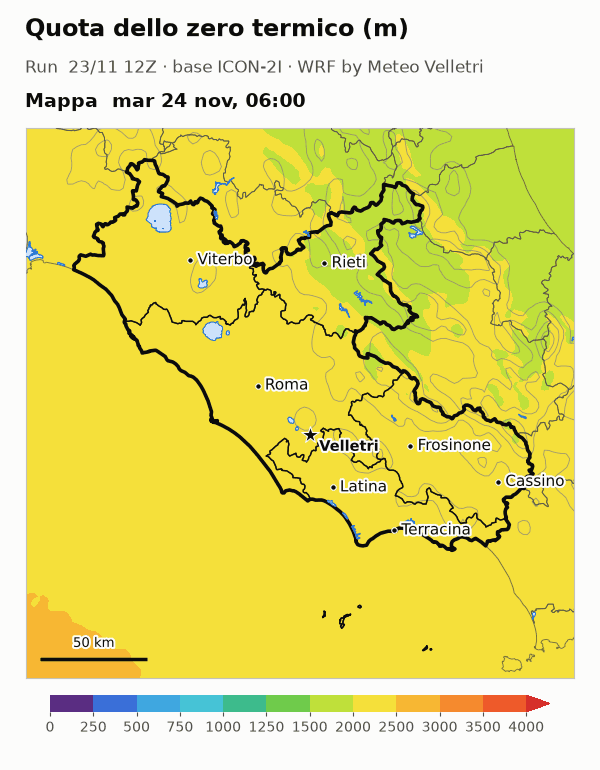 Quota dello zero termico (m)
Run 23/11 12Z · base ICON-2I · WRF by Meteo Velletri
Mappa mar 24 nov, 06:00
Viterbo
Rieti
Roma
Velletri
Frosinone
Cassino
Latina
Terracina
50 km
0 250 500 750 1000 1250 1500 2000 2500 3000 3500 4000